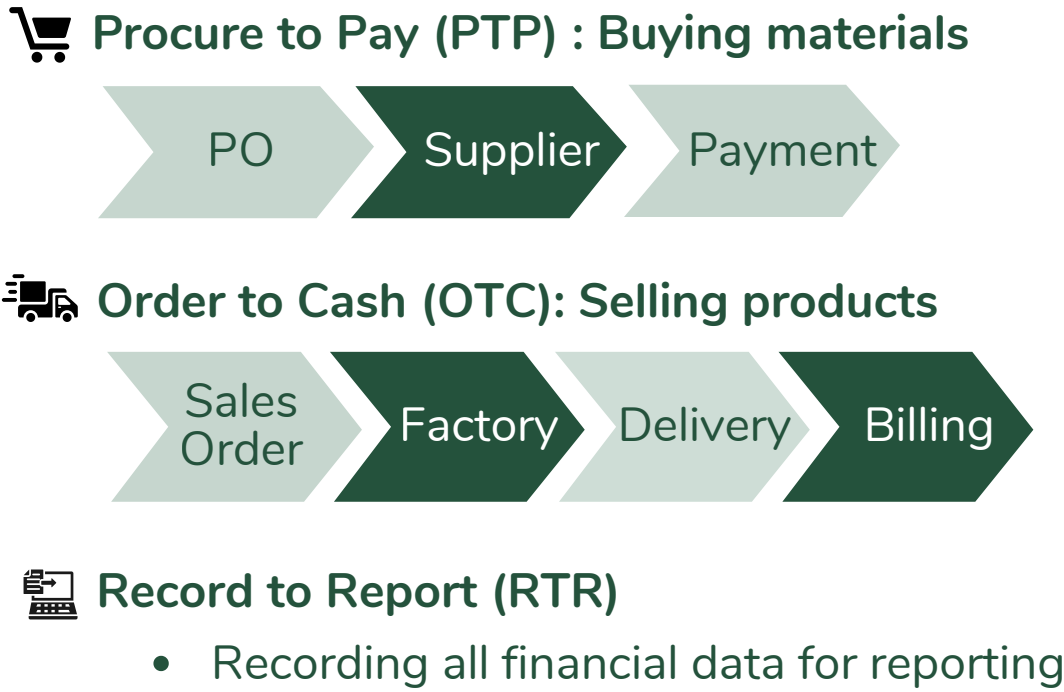 Procure to Pay (PTP) : Buying materials
PO
Supplier
Payment
Order to Cash (OTC): Selling products
Sales
Order
Factory
Delivery
Billing
Record to Report (RTR)
• Recording all financial data for reporting